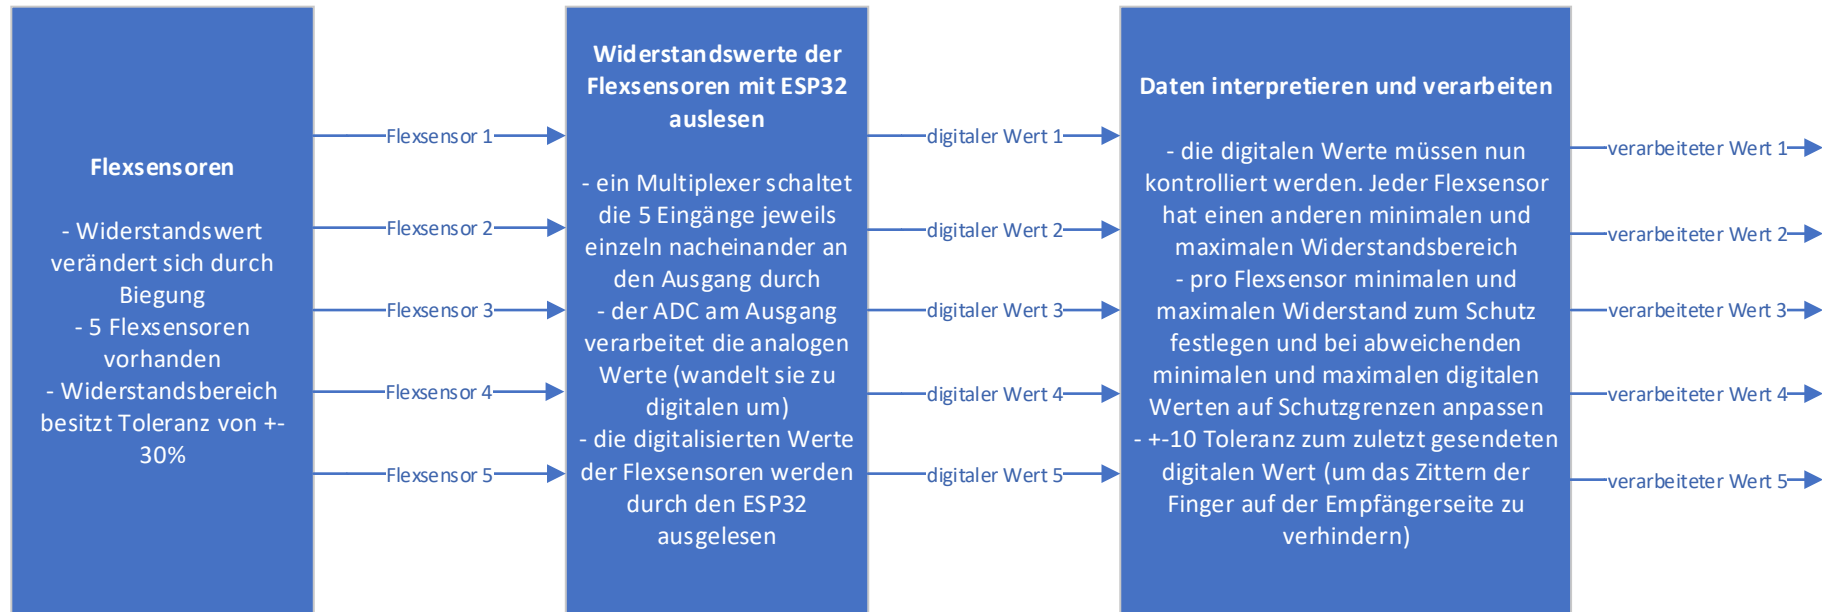 Flexsensoren
- Widerstandswert
verändert sich durch
Biegung
- 5 Flexsensoren
vorhanden
- Widerstandsbereich
besitzt Toleranz von +-
30%
Flexsensor 1
Flexsensor 2
Flexsensor 3
Flexsensor 4
Flexsensor 5
Widerstandswerte der
Flexsensoren mit ESP32
auslesen
- ein Multiplexer schaltet
die 5 Eingänge jeweils
einzeln nacheinander an
den Ausgang durch
- der ADC am Ausgang
verarbeitet die analogen
Werte (wandelt sie zu
digitalen um)
- die digitalisierten Werte
der Flexsensoren werden
durch den ESP32
ausgelesen
digitaler Wert 1
digitaler Wert 2
digitaler Wert 3
digitaler Wert 4
digitaler Wert 5
Daten interpretieren und verarbeiten
- die digitalen Werte müssen nun
kontrolliert werden. Jeder Flexsensor
hat einen anderen minimalen und
maximalen Widerstandsbereich
- pro Flexsensor minimalen und
maximalen Widerstand zum Schutz
festlegen und bei abweichenden
minimalen und maximalen digitalen
Werten auf Schutzgrenzen anpassen
- +-10 Toleranz zum zuletzt gesendeten
digitalen Wert (um das Zittern der
Finger auf der Empfängerseite zu
verhindern)
verarbeiteter Wert 1
verarbeiteter Wert 2
verarbeiteter Wert 3
verarbeiteter Wert 4
verarbeiteter Wert 5